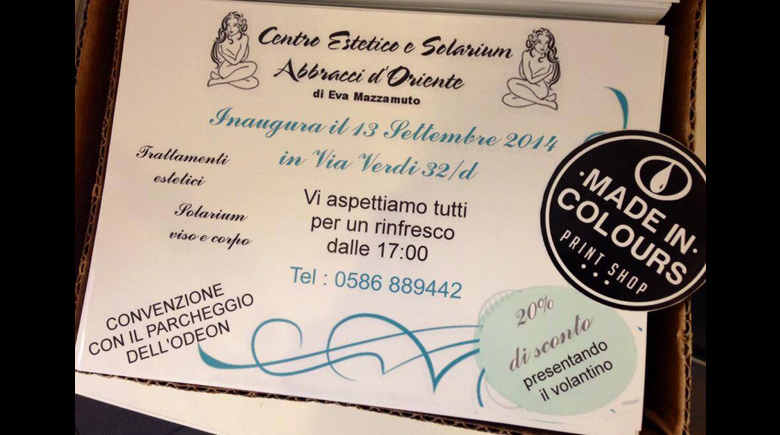 Centro Estetico e Solarium
Abbracci d'Oriente
di Eva Mazzamuto
Inaugura il 13 Settembre 2014
in Via Verdi 32/d
Trattamenti
estetici
Solarium
viso e corpo
Vi aspettiamo tutti
per un rinfresco
dalle 17:00
Tel : 0586 889442
CONVENZIONE
CON IL PARCHEGGIO
DELL'ODEON
20%
di sconto
presentando
il volantino
·MADE IN·
COLOURS
PRINT SHOP